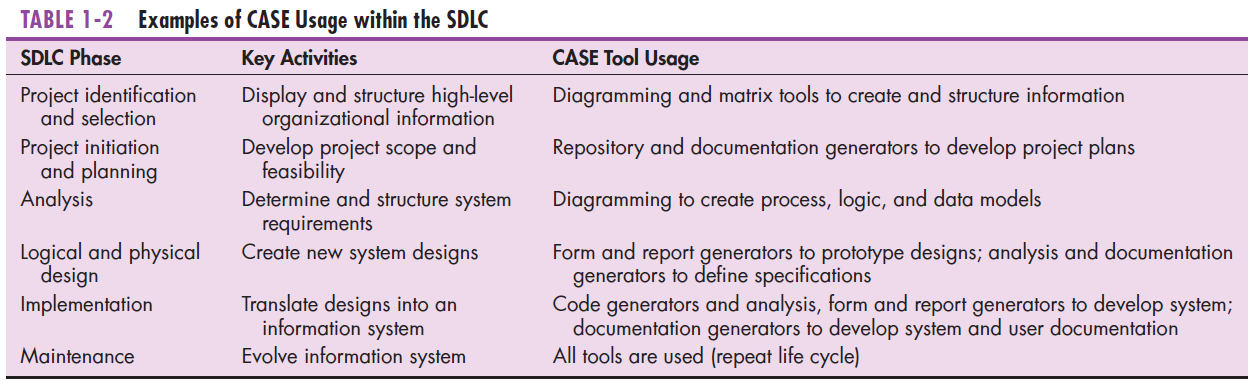 TABLE 1-2 Examples of CASE Usage within the SDLC
SDLC Phase Key Activities CASE Tool Usage
Project identification and selection Display and structure high-level organizational information Diagramming and matrix tools to create and structure information
Project initiation and planning Develop project scope and feasibility Repository and documentation generators to develop project plans
Analysis Determine and structure system requirements Diagramming to create process, logic, and data models
Logical and physical design Create new system designs Form and report generators to prototype designs; analysis and documentation generators to define specifications
Implementation Translate designs into an information system Code generators and analysis, form and report generators to develop system; documentation generators to develop system and user documentation
Maintenance Evolve information system All tools are used (repeat life cycle)